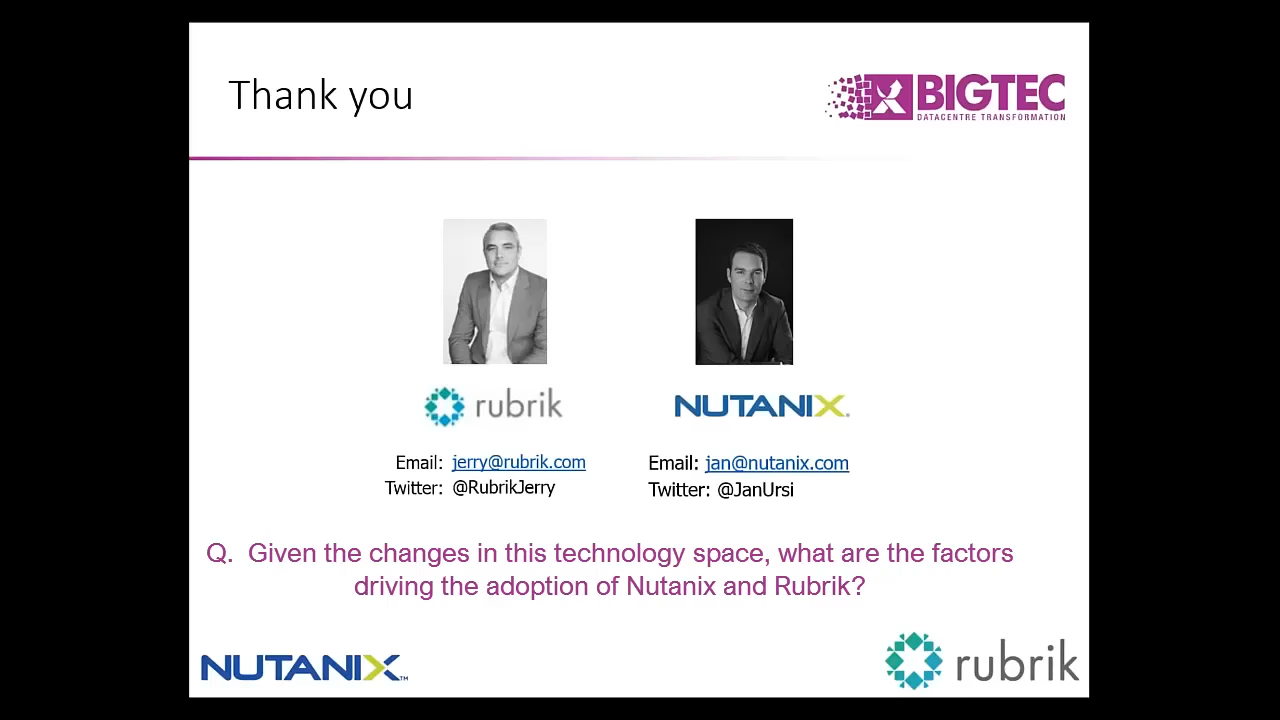 Thank you
BIGTEC
DATACENTRE TRANSFORMATION
rubrik
NUTANIX
Email: jerry@rubrik.com
Twitter: @RubrikJerry
Email: jan@nutanix.com
Twitter: @JanUrsi
Q. Given the changes in this technology space, what are the factors
driving the adoption of Nutanix and Rubrik?
NUTANIX™
rubrik